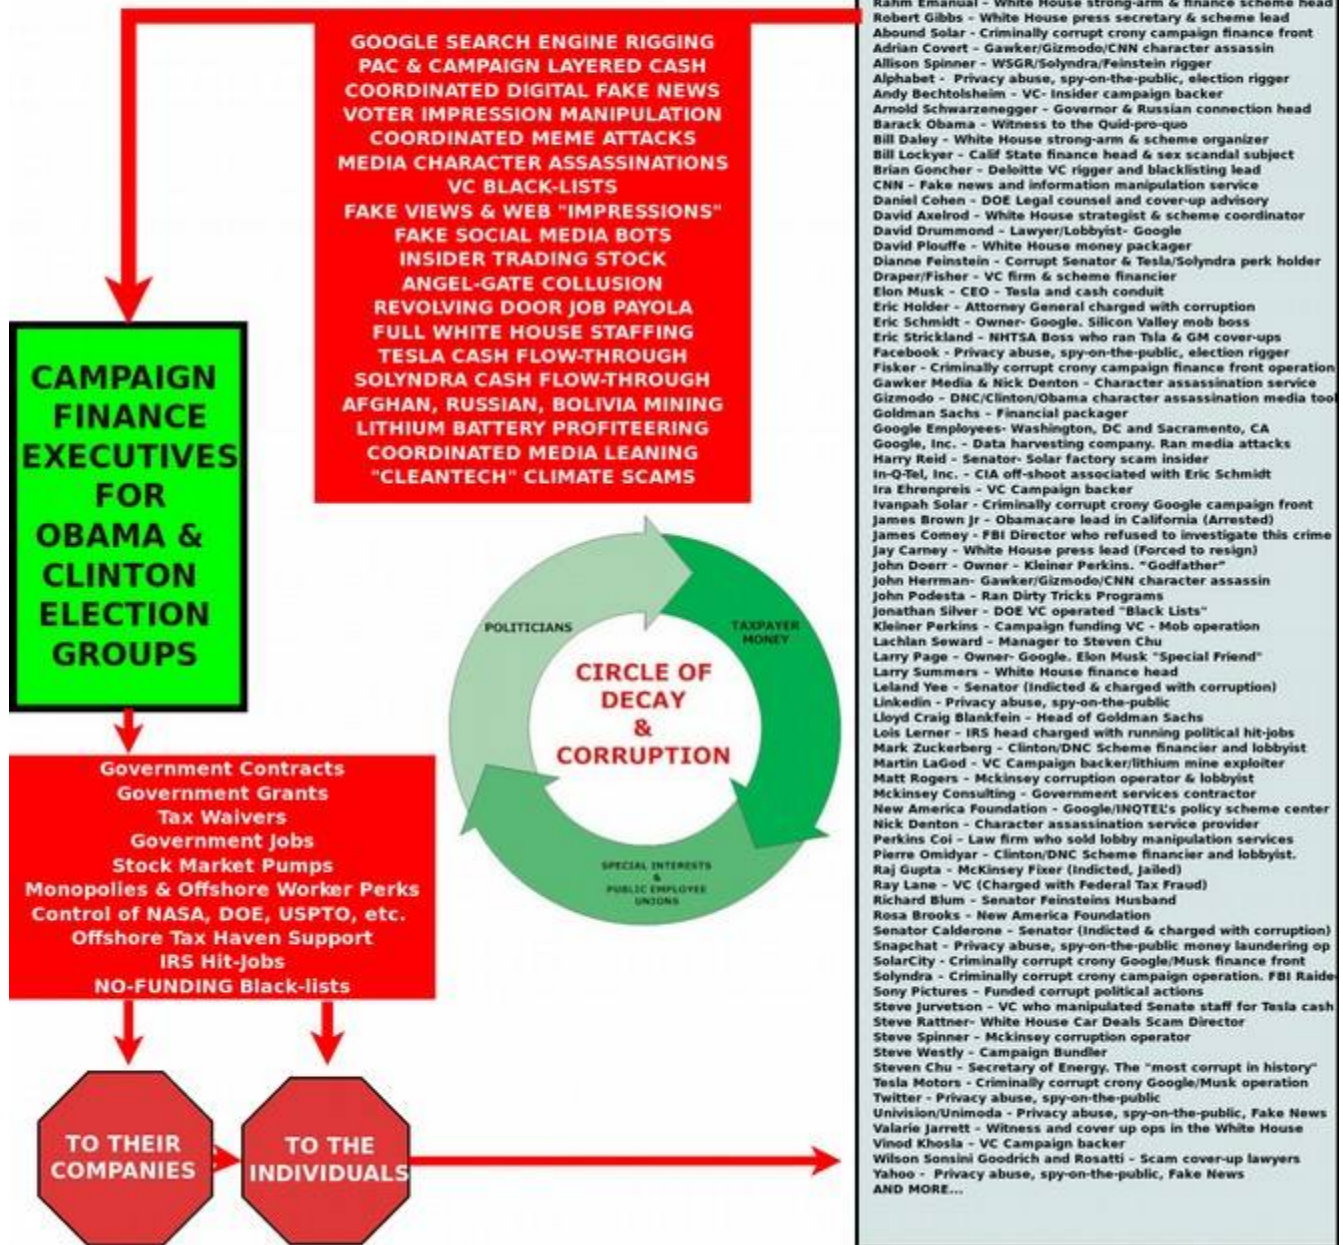 GOOGLE SEARCH ENGINE RIGGING
PAC & CAMPAIGN LAYERED CASH
COORDINATED DIGITAL FAKE NEWS
VOTER IMPRESSION MANIPULATION
COORDINATED MEME ATTACKS
MEDIA CHARACTER ASSASSINATIONS
VC BLACK-LISTS
FAKE VIEWS & WEB "IMPRESSIONS"
FAKE SOCIAL MEDIA BOTS
INSIDER TRADING STOCK
ANGEL-GATE COLLUSION
REVOLVING DOOR JOB PAYOLA
FULL WHITE HOUSE STAFFING
TESLA CASH FLOW-THROUGH
SOLYNDRA CASH FLOW-THROUGH
AFGHAN, RUSSIAN, BOLIVIA MINING
LITHIUM BATTERY PROFITEERING
COORDINATED MEDIA LEANING
"CLEANTECH" CLIMATE SCAMS
CAMPAIGN
FINANCE
EXECUTIVES
FOR
OBAMA &
CLINTON
ELECTION
GROUPS
Government Contracts
Government Grants
Tax Waivers
Government Jobs
Stock Market Pumps
Monopolies & Offshore Worker Perks
Control of NASA, DOE, USPTO, etc.
Offshore Tax Haven Support
IRS Hit-Jobs
NO-FUNDING Black-lists
TO THEIR
COMPANIES
TO THE
INDIVIDUALS
POLITICIANS
TAXPAYER
MONEY
CIRCLE OF
DECAY
&
CORRUPTION
SPECIAL INTERESTS
&
PUBLIC EMPLOYEE
UNIONS
Rahm Emanual – White House strong-arm & finance scheme head
Robert Gibbs – White House press secretary & scheme lead
Abound Solar - Criminally corrupt crony campaign finance front
Adrian Covert – Gawker/Gizmodo/CNN character assassin
Allison Spinner – WSGR/Solyndra/Feinstein rigger
Alphabet - Privacy abuse, spy-on-the-public, election rigger
Andy Bechtolsheim – VC- Insider campaign backer
Arnold Schwarzenegger – Governor & Russian connection head
Barack Obama – Witness to the Quid-pro-quo
Bill Daley – White House strong-arm & scheme organizer
Bill Lockyer – Calif State finance head & sex scandal subject
Brian Goncher – Deloitte VC rigger and blacklisting lead
CNN – Fake news and information manipulation service
Daniel Cohen – DOE Legal counsel and cover-up advisory
David Axelrod – White House strategist & scheme coordinator
David Drummond – Lawyer/Lobbyist– Google
David Plouffe – White House money packager
Dianne Feinstein – Corrupt Senator & Tesla/Solyndra perk holder
Draper/Fisher – VC firm & scheme financier
Elon Musk – CEO – Tesla and cash conduit
Eric Holder – Attorney General charged with corruption
Eric Schmidt – Owner- Google. Silicon Valley mob boss
Eric Strickland – NHTSA Boss who ran Tsla & GM cover-ups
Facebook - Privacy abuse, spy-on-the-public, election rigger
Fisker - Criminally corrupt crony campaign finance front operation
Gawker Media & Nick Denton – Character assassination service
Gizmodo – DNC/Clinton/Obama character assassination media tool
Goldman Sachs – Financial packager
Google Employees- Washington, DC and Sacramento, CA
Google, Inc. – Data harvesting company. Ran media attacks
Harry Reid – Senator- Solar factory scam insider
In-Q-Tel, Inc. – CIA off-shoot associated with Eric Schmidt
Ira Ehrenpreis – VC Campaign backer
Ivanpah Solar - Criminally corrupt crony Google campaign front
James Brown Jr – Obamacare lead in California (Arrested)
James Comey - FBI Director who refused to investigate this crime
Jay Carney – White House press lead (Forced to resign)
John Doerr – Owner – Kleiner Perkins. "Godfather"
John Herrman- Gawker/Gizmodo/CNN character assassin
John Podesta – Ran Dirty Tricks Programs
Jonathan Silver – DOE VC operated "Black Lists"
Kleiner Perkins – Campaign funding VC - Mob operation
Lachlan Seward – Manager to Steven Chu
Larry Page – Owner- Google. Elon Musk "Special Friend"
Larry Summers – White House finance head
Leland Yee – Senator (Indicted & charged with corruption)
Linkedin - Privacy abuse, spy-on-the-public
Lloyd Craig Blankfein – Head of Goldman Sachs
Lois Lerner – IRS head charged with running political hit-jobs
Mark Zuckerberg – Clinton/DNC Scheme financier and lobbyist
Martin LaGod – VC Campaign backer/lithium mine exploiter
Matt Rogers – Mckinsey corruption operator & lobbyist
Mckinsey Consulting – Government services contractor
New America Foundation – Google/INQTEL's policy scheme center
Nick Denton – Character assassination service provider
Perkins Coi – Law firm who sold lobby manipulation services
Pierre Omidyar – Clinton/DNC Scheme financier and lobbyist.
Raj Gupta – McKinsey Fixer (Indicted, Jailed)
Ray Lane – VC (Charged with Federal Tax Fraud)
Richard Blum – Senator Feinsteins Husband
Rosa Brooks – New America Foundation
Senator Calderone – Senator (Indicted & charged with corruption)
Snapchat – Privacy abuse, spy-on-the-public money laundering op
SolarCity - Criminally corrupt crony Google/Musk finance front
Solyndra – Criminally corrupt crony campaign operation. FBI Raide
Sony Pictures – Funded corrupt political actions
Steve Jurvetson – VC who manipulated Senate staff for Tesla cash
Steve Rattner– White House Car Deals Scam Director
Steve Spinner – Mckinsey corruption operator
Steve Westly – Campaign Bundler
Steven Chu – Secretary of Energy. The "most corrupt in history"
Tesla Motors - Criminally corrupt crony Google/Musk operation
Twitter - Privacy abuse, spy-on-the-public
Univision/Unimoda - Privacy abuse, spy-on-the-public, Fake News
Valarie Jarrett – Witness and cover up ops in the White House
Vinod Khosla – VC Campaign backer
Wilson Sonsini Goodrich and Rosatti – Scam cover-up lawyers
Yahoo - Privacy abuse, spy-on-the-public, Fake News
AND MORE...